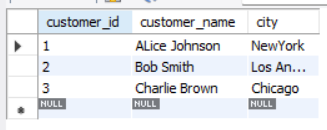 customer_id customer_name city
1 ALice Johnson NewYork
2 Bob Smith Los An...
3 Charlie Brown Chicago
NULL NULL NULL